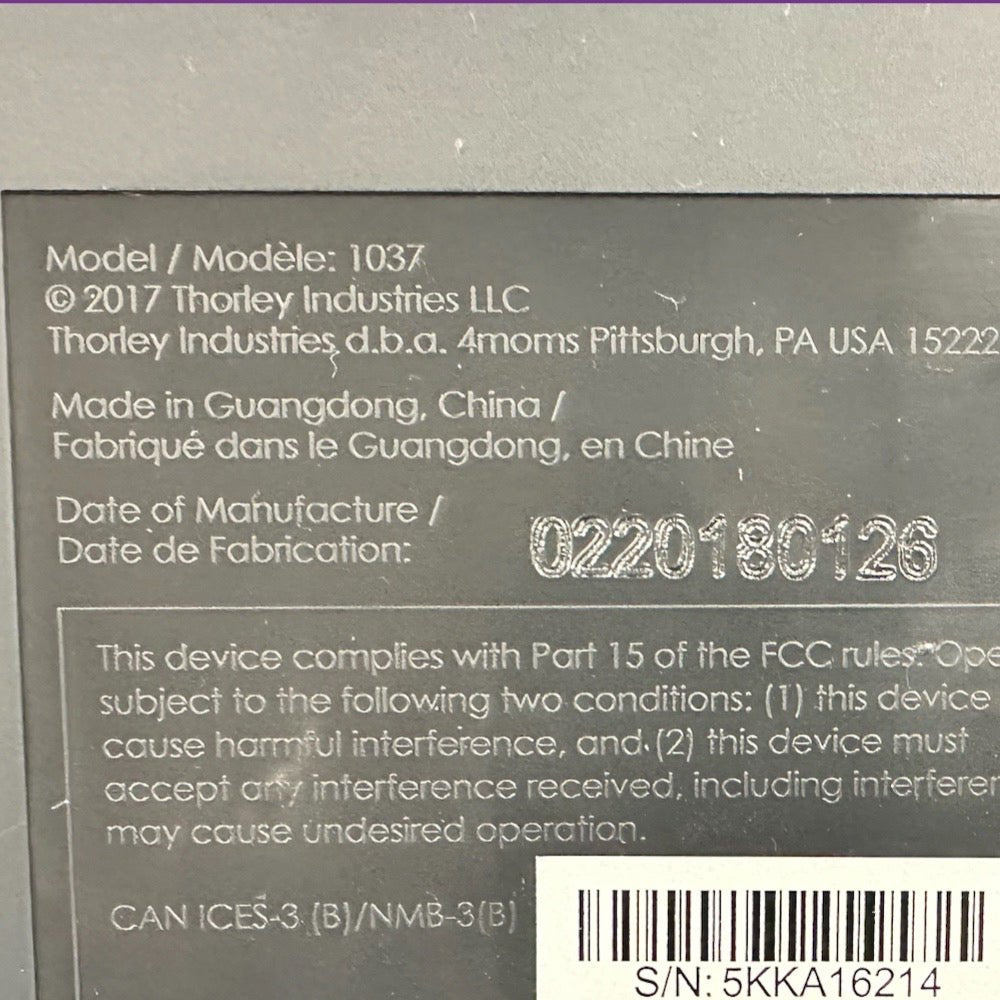 Model / Modèle: 1037
© 2017 Thorley Industries LLC
Thorley Industries d.b.a. 4moms Pittsburgh, PA USA 15222
Made in Guangdong, China /
Fabriqué dans le Guangdong, en Chine
Date of Manufacture /
Date de Fabrication:
0220180126
This device complies with Part 15 of the FCC rules. Ope
subject to the following two conditions: (1) this device
cause harmful interference, and (2) this device must
accept any interference received, including interferen
may cause undesired operation.
CAN ICES-3 (B)/NMB-3(B)
S/N: 5KKA16214